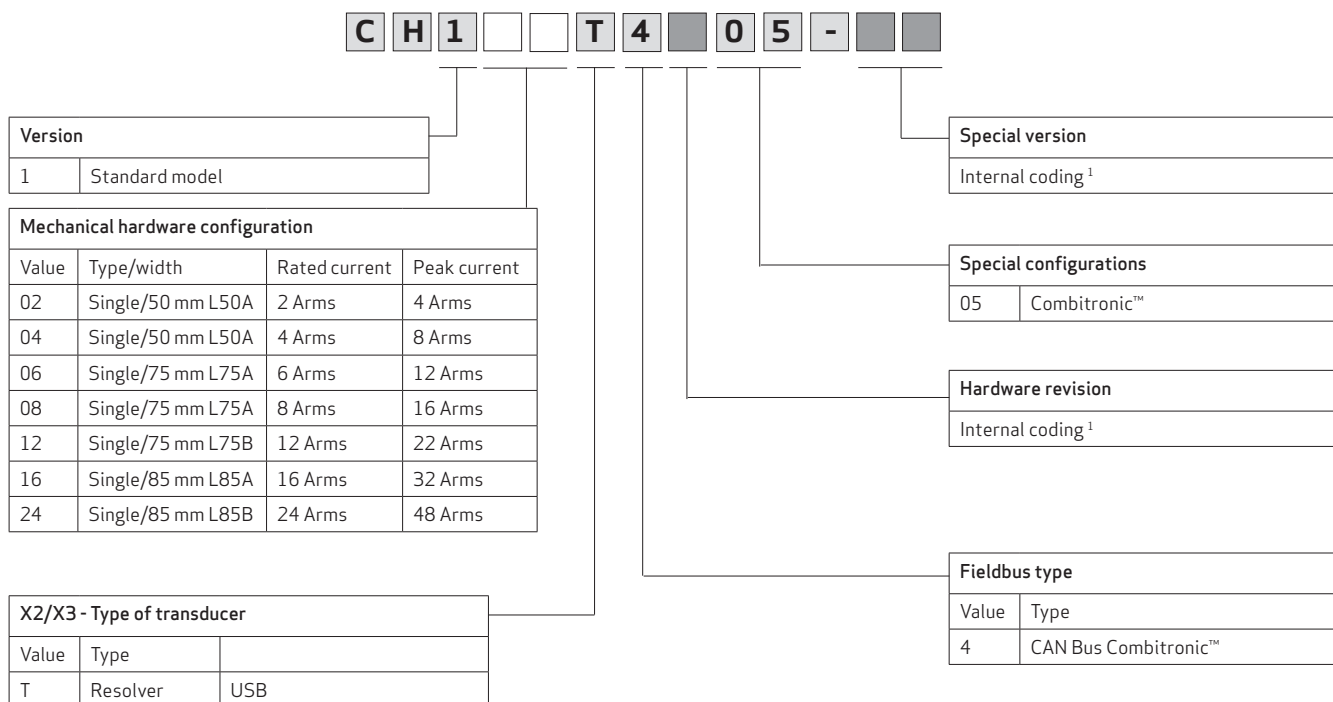 C H 1 T 4 0 5 -
Version
1 Standard model
Mechanical hardware configuration
Value Type/width Rated current Peak current
02 Single/50 mm L50A 2 Arms 4 Arms
04 Single/50 mm L50A 4 Arms 8 Arms
06 Single/75 mm L75A 6 Arms 12 Arms
08 Single/75 mm L75A 8 Arms 16 Arms
12 Single/75 mm L75B 12 Arms 22 Arms
16 Single/85 mm L85A 16 Arms 32 Arms
24 Single/85 mm L85B 24 Arms 48 Arms
X2/X3 - Type of transducer
Value Type
T Resolver USB
Special version
Internal coding 1
Special configurations
05 Combitronic™
Hardware revision
Internal coding 1
Fieldbus type
Value Type
4 CAN Bus Combitronic™